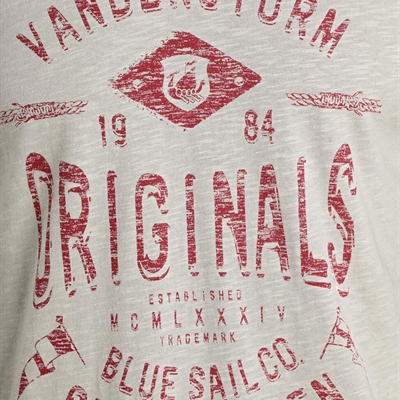 VANDENSTORM
19 84
ORIGINALS
ESTABLISHED
MCMLXXXIV
TRADEMARK
BLUE SAIL CO.